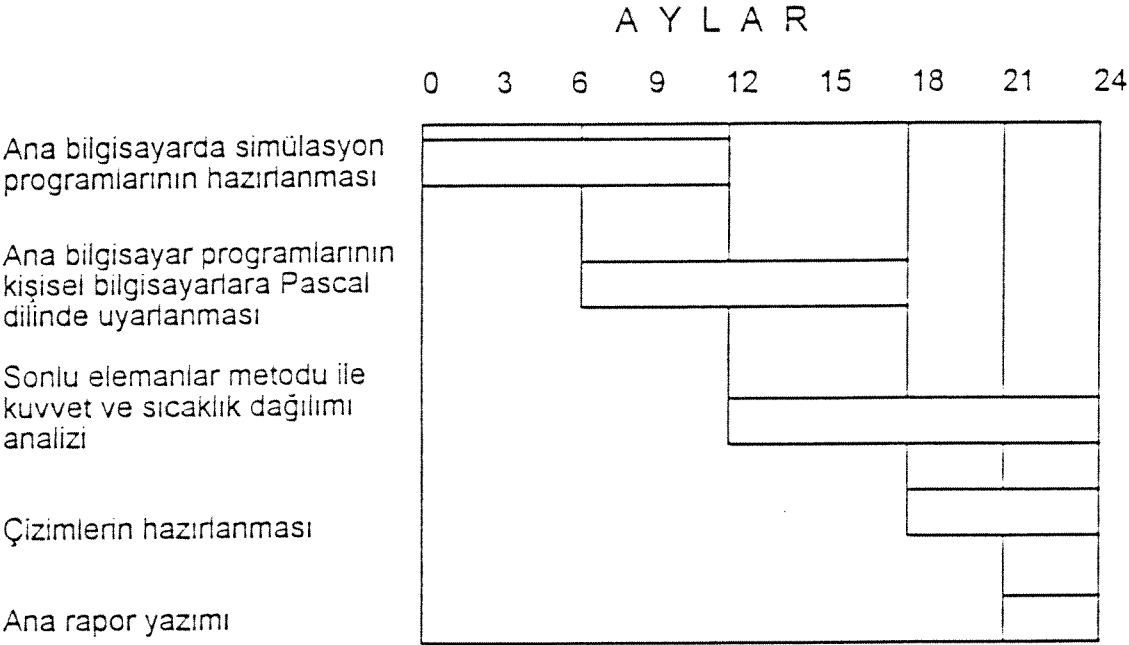 A Y L A R
0 3 6 9 12 15 18 21 24
Ana bilgisayarda simülasyon
programlarının hazırlanması
Ana bilgisayar programlarının
kişisel bilgisayarlara Pascal
dilinde uyarlanması
Sonlu elemanlar metodu ile
kuvvet ve sıcaklık dağılımı
analizi
Çizimlerin hazırlanması
Ana rapor yazımı